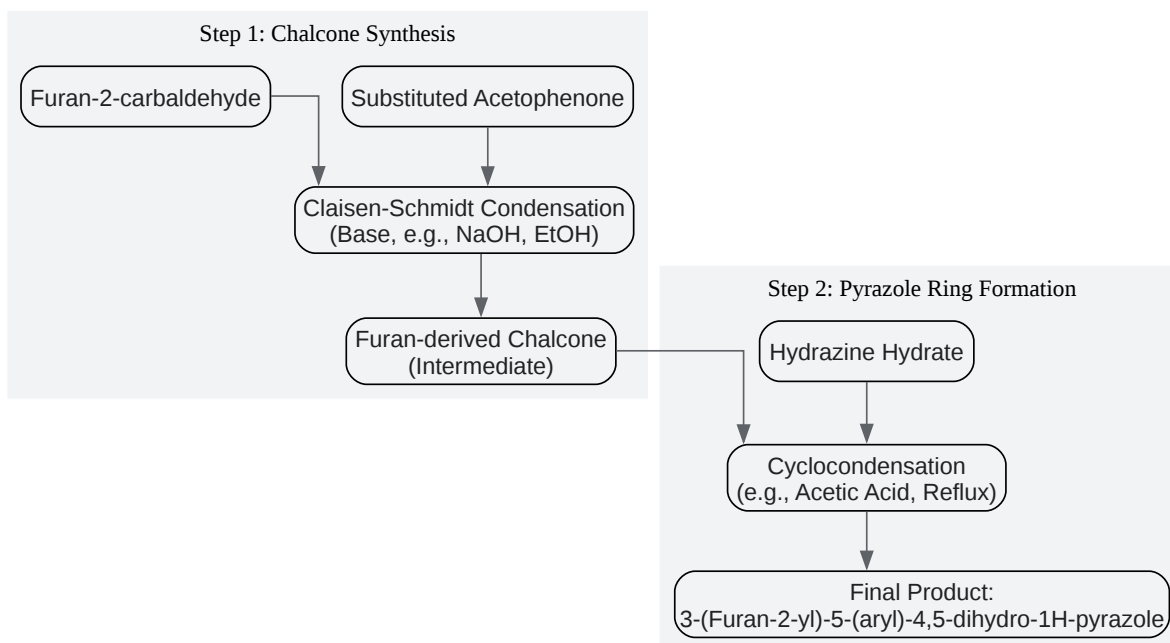 Step 1: Chalcone Synthesis
Furan-2-carbaldehyde
Substituted Acetophenone
Claisen-Schmidt Condensation
(Base, e.g., NaOH, EtOH)
Furan-derived Chalcone
(Intermediate)
Step 2: Pyrazole Ring Formation
Hydrazine Hydrate
Cyclocondensation
(e.g., Acetic Acid, Reflux)
Final Product:
3-(Furan-2-yl)-5-(aryl)-4,5-dihydro-1H-pyrazole